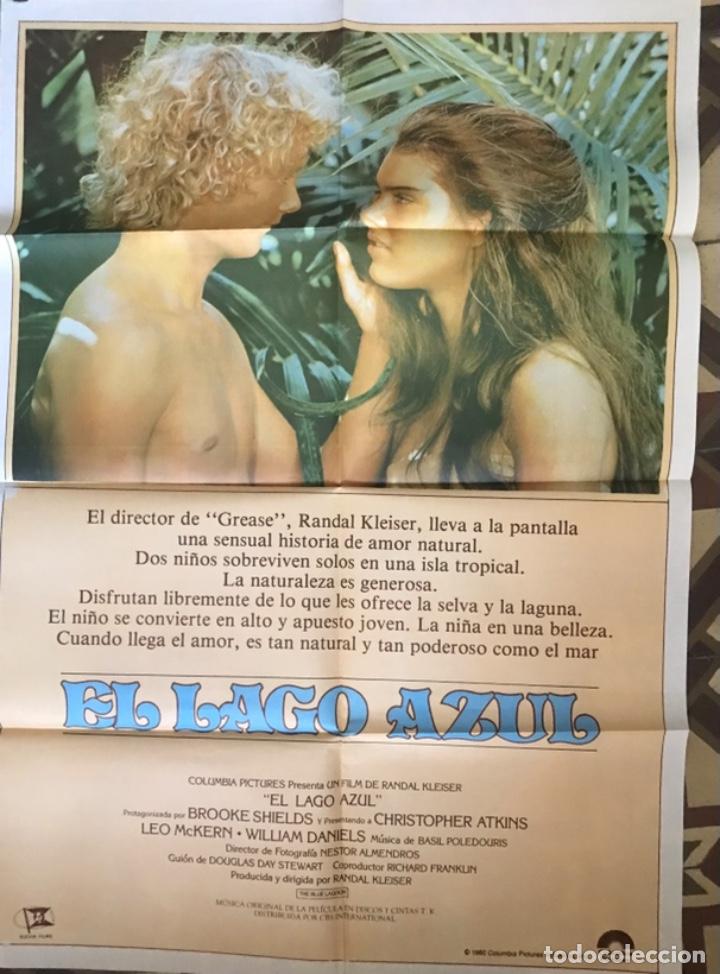 El director de “Grease”, Randal Kleiser, lleva a la pantalla
una sensual historia de amor natural.
Dos niños sobreviven solos en una isla tropical.
La naturaleza es generosa.
Disfrutan libremente de lo que les ofrece la selva y la laguna.
El niño se convierte en alto y apuesto joven. La niña en una belleza.
Cuando llega el amor, es tan natural y tan poderoso como el mar
EL LAGO AZUL
COLUMBIA PICTURES Presenta UN FILM DE RANDAL KLEISER
"EL LAGO AZUL"
Protagonizada por BROOKE SHIELDS Y Presentando a CHRISTOPHER ATKINS
LEO McKERN • WILLIAM DANIELS Música de BASIL POLEDOURIS
Director de Fotografía NESTOR ALMENDROS
Guión de DOUGLAS DAY STEWART Coproductor RICHARD FRANKLIN
Producida y dirigida por RANDAL KLEISER
THE BLUE LAGOON
MÚSICA ORIGINAL DE LA PELÍCULA EN DISCOS Y CINTAS T. K.
DISTRIBUIDA POR CBS INTERNATIONAL
© 1980 Columbia Pictures
todocoleccion